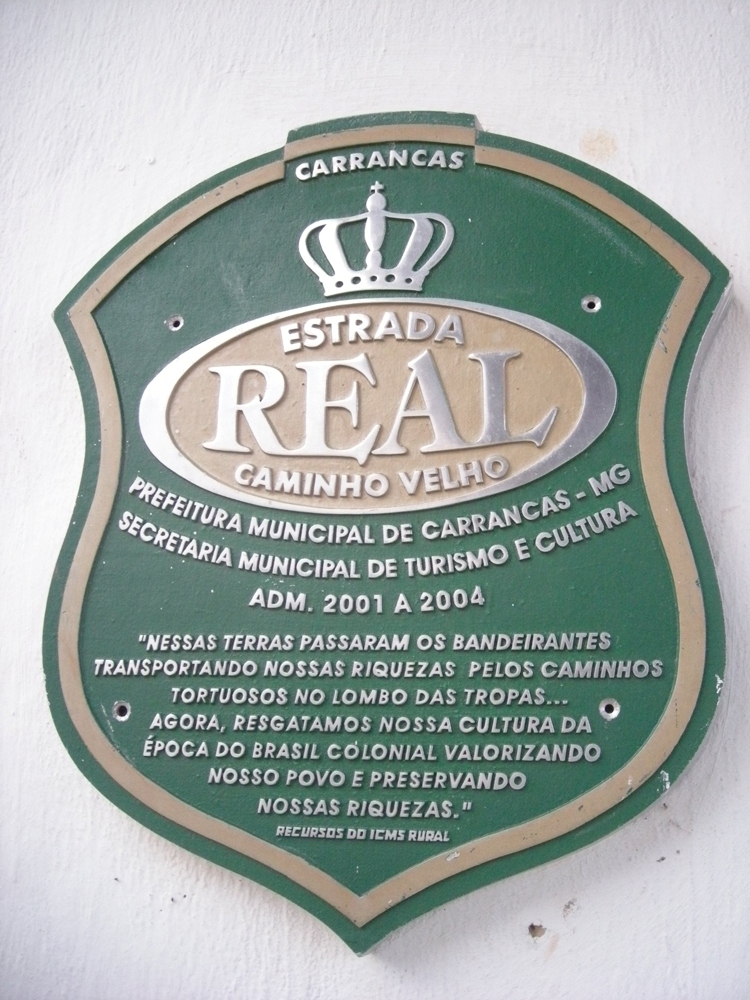 CARRANCAS
ESTRADA
REAL
CAMINHO VELHO
PREFEITURA MUNICIPAL DE CARRANCAS - MG
SECRETARIA MUNICIPAL DE TURISMO E CULTURA
ADM. 2001 A 2004
"NESSAS TERRAS PASSARAM OS BANDEIRANTES
TRANSPORTANDO NOSSAS RIQUEZAS PELOS CAMINHOS
TORTUOSOS NO LOMBO DAS TROPAS...
AGORA, RESGATAMOS NOSSA CULTURA DA
ÉPOCA DO BRASIL COLONIAL VALORIZANDO
NOSSO POVO E PRESERVANDO
NOSSAS RIQUEZAS."
RECURSOS DO ICMS RURAL